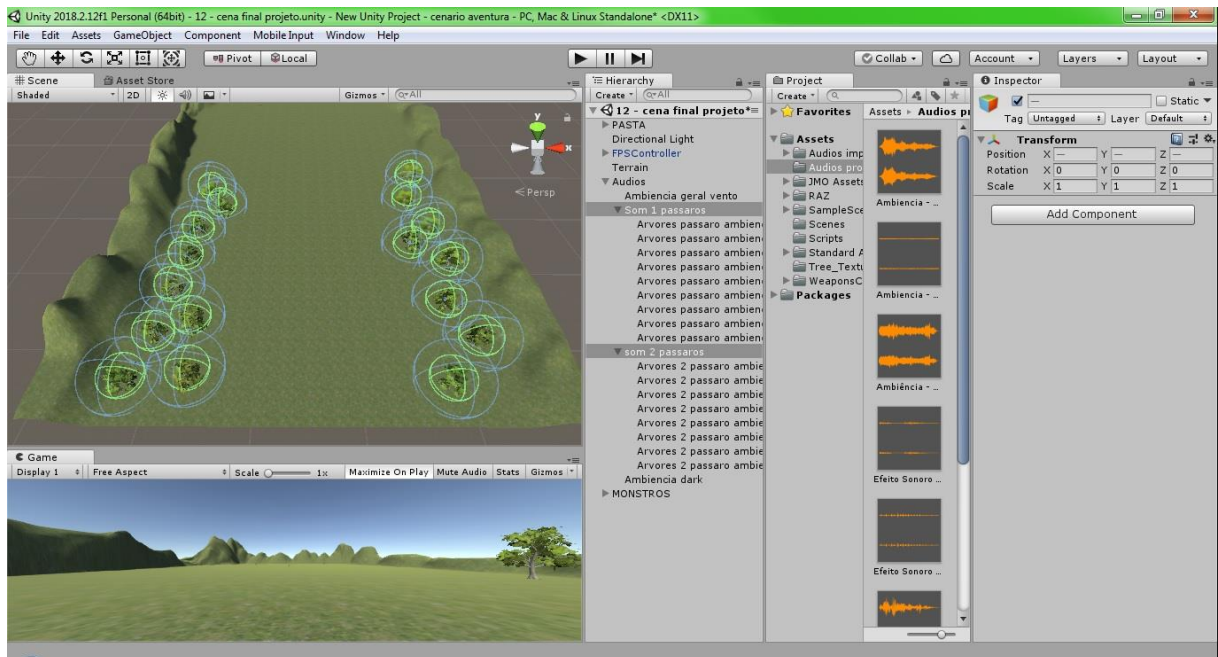 Unity 2018.2.12f1 Personal (64bit) - 12 - cena final projeto.unity - New Unity Project - cenario aventura - PC, Mac & Linux Standalone* <DX11>
File Edit Assets GameObject Component Mobile Input Window Help
Pivot Local Collab Account Layers Layout
Scene Asset Store
Shaded 2D Gizmos All
y
x
Persp
Game
Display 1 Free Aspect Scale 1x Maximize On Play Mute Audio Stats Gizmos
Hierarchy
Create All
12 - cena final projeto*
PASTA
Directional Light
FPSController
Terrain
Audios
Ambiencia geral vento
Som 1 passaros
Arvores passaro ambien
Arvores passaro ambien
Arvores passaro ambien
Arvores passaro ambien
Arvores passaro ambien
Arvores passaro ambien
Arvores passaro ambien
Arvores passaro ambien
Arvores passaro ambien
som 2 passaros
Arvores 2 passaro ambie
Arvores 2 passaro ambie
Arvores 2 passaro ambie
Arvores 2 passaro ambie
Arvores 2 passaro ambie
Arvores 2 passaro ambie
Arvores 2 passaro ambie
Arvores 2 passaro ambie
Ambiencia dark
MONSTROS
Project
Create
Favorites
Assets
Audios imp
Audios pro
JMO Assets
RAZ
SampleSce
Scenes
Scripts
Standard A
Tree_Text
WeaponsC
Packages
Assets Audios p
Ambiencia - ...
Ambiencia - ...
Ambiência - ...
Efeito Sonoro ...
Efeito Sonoro ...
Inspector
— Static
Tag Untagged Layer Default
Transform
Position X — Y — Z —
Rotation X 0 Y 0 Z 0
Scale X 1 Y 1 Z 1
Add Component